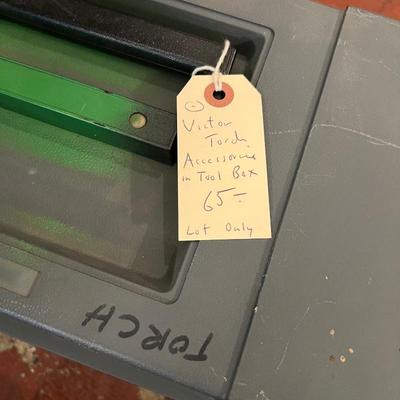 Victor
Torch
Accessories
in Tool Box
65-
Lot Only
TORCH